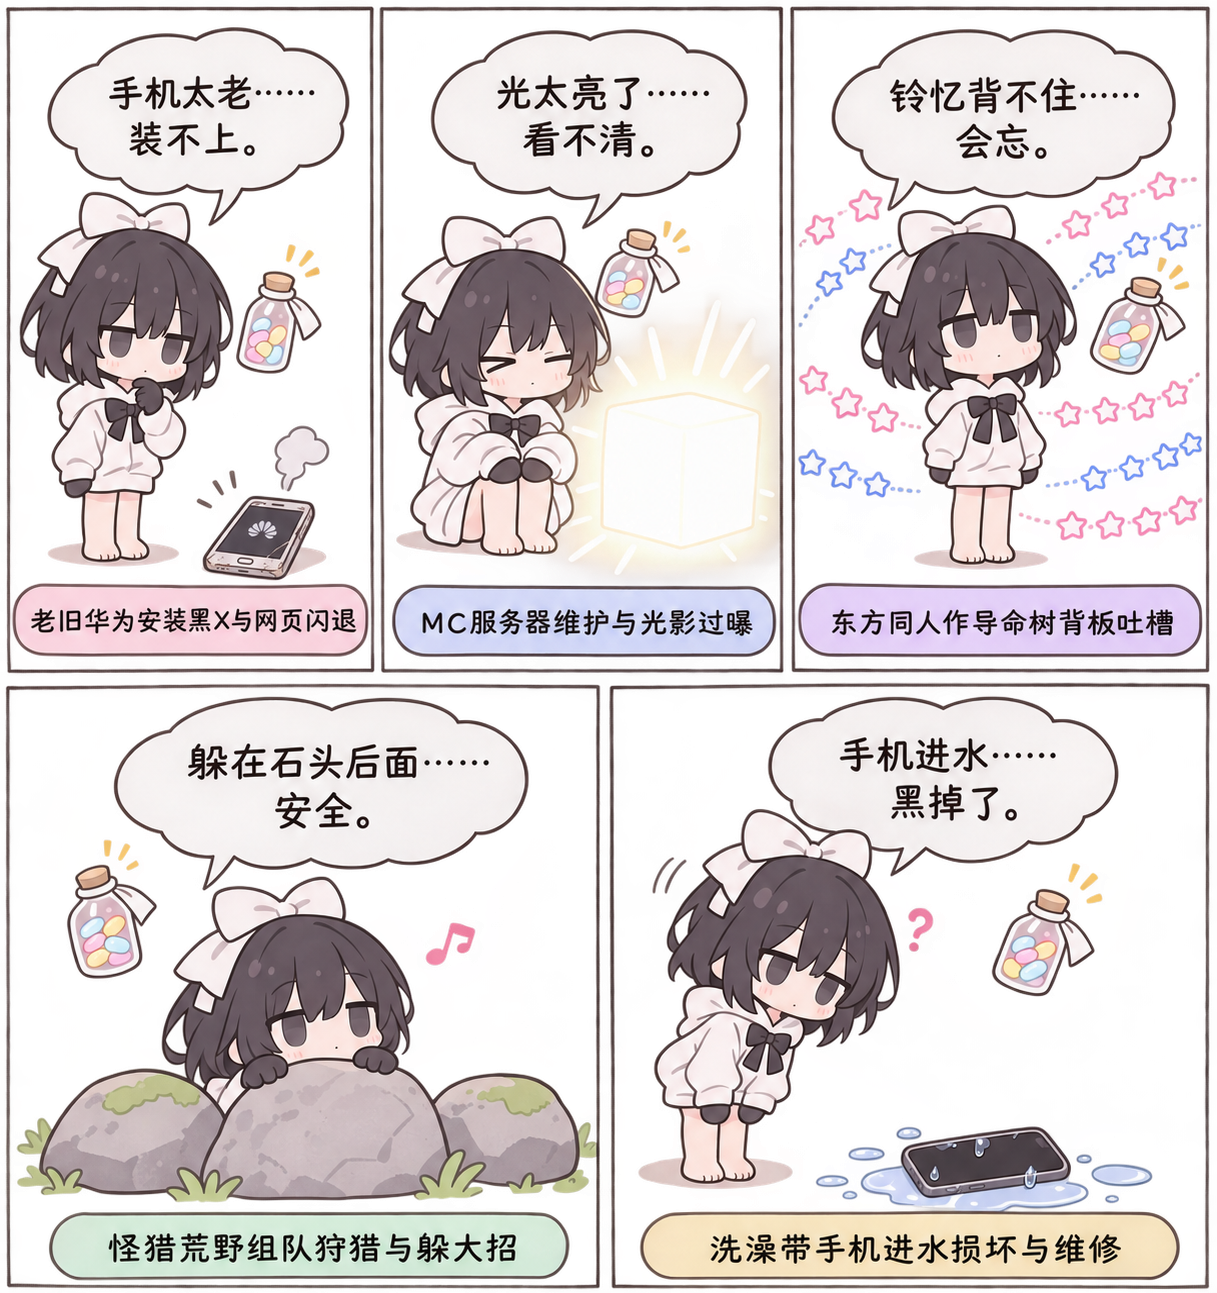 手机太老……
装不上。
老旧华为安装黑X与网页闪退
光太亮了……
看不清。
MC服务器维护与光影过曝
铃忆背不住……
会忘。
东方同人作导命树背板吐槽
躲在石头后面……
安全。
怪猎荒野组队狩猎与躲大招
手机进水……
黑掉了。
?
洗澡带手机进水损坏与维修